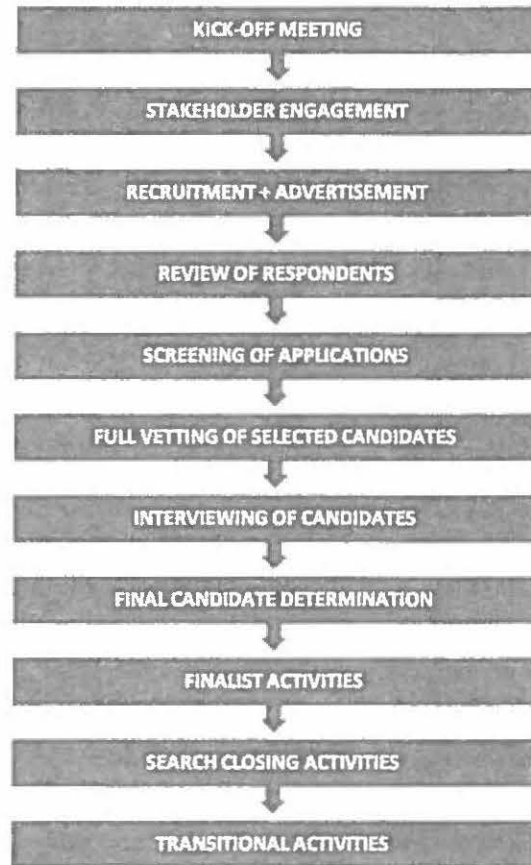 KICK-OFF MEETING
STAKEHOLDER ENGAGEMENT
RECRUITMENT + ADVERTISEMENT
REVIEW OF RESPONDENTS
SCREENING OF APPLICATIONS
FULL VETTING OF SELECTED CANDIDATES
INTERVIEWING OF CANDIDATES
FINAL CANDIDATE DETERMINATION
FINALIST ACTIVITIES
SEARCH CLOSING ACTIVITIES
TRANSITIONAL ACTIVITIES